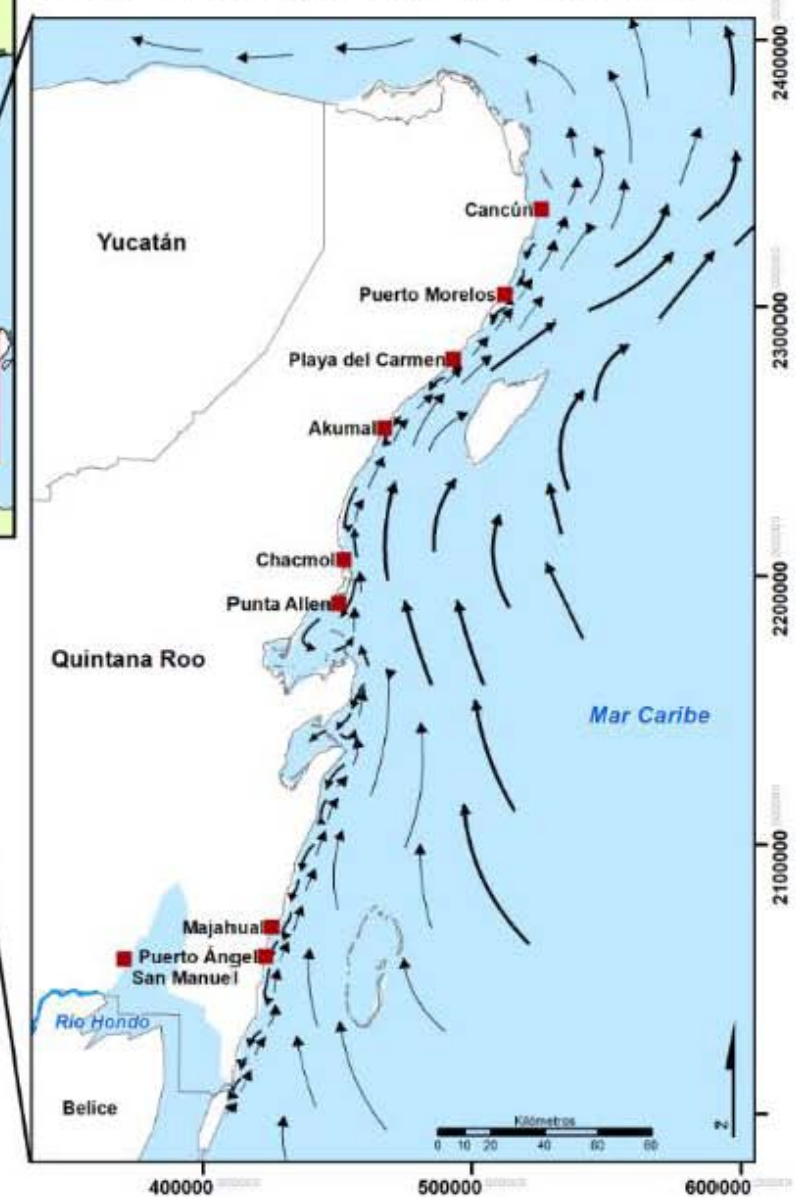 2400000
Cancún
Yucatán
Puerto Morelos
2300000
Playa del Carmen
Akumal
Chacmol
2200000
Punta Allen
Quintana Roo
Mar Caribe
2100000
Majahual
Puerto Ángel
San Manuel
Río Hondo
Belice
Kilómetros
0 10 20 40 60 80
N
400000
500000
600000